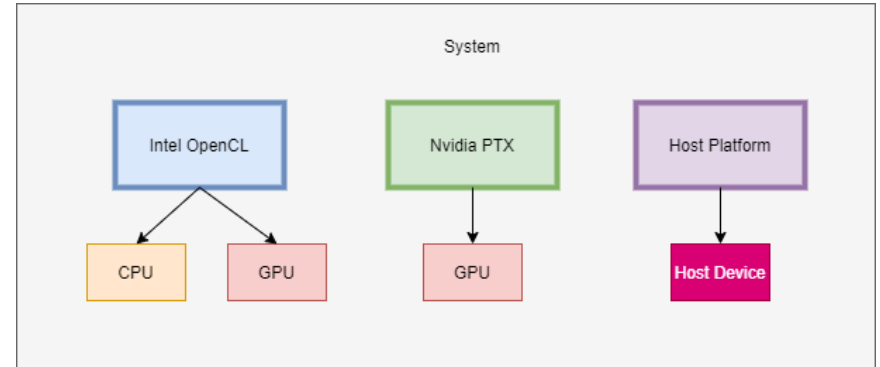 System
Intel OpenCL
Nvidia PTX
Host Platform
CPU
GPU
GPU
Host Device